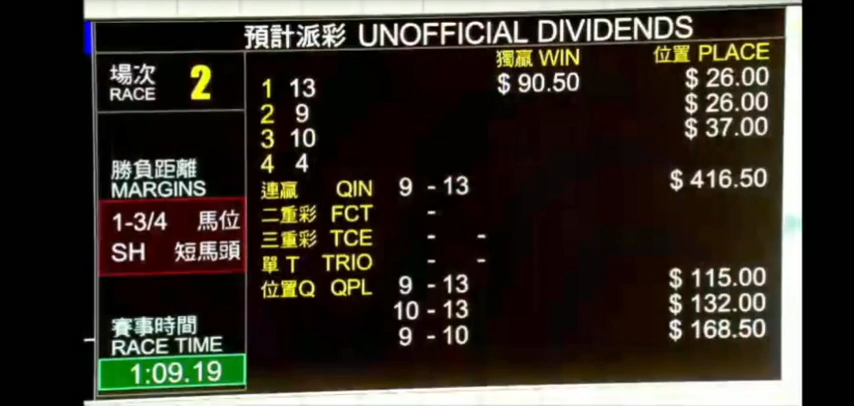 預計派彩 UNOFFICIAL DIVIDENDS
場次
RACE 2
獨贏 WIN 位置 PLACE
1 13 $ 90.50 $ 26.00
2 9 $ 26.00
3 10 $ 37.00
4 4
勝負距離
MARGINS
1-3/4 馬位
SH 短馬頭
賽事時間
RACE TIME
1:09.19
連贏 QIN 9 - 13 $ 416.50
二重彩 FCT -
三重彩 TCE - -
單T TRIO - -
位置Q QPL 9 - 13 $ 115.00
10 - 13 $ 132.00
9 - 10 $ 168.50